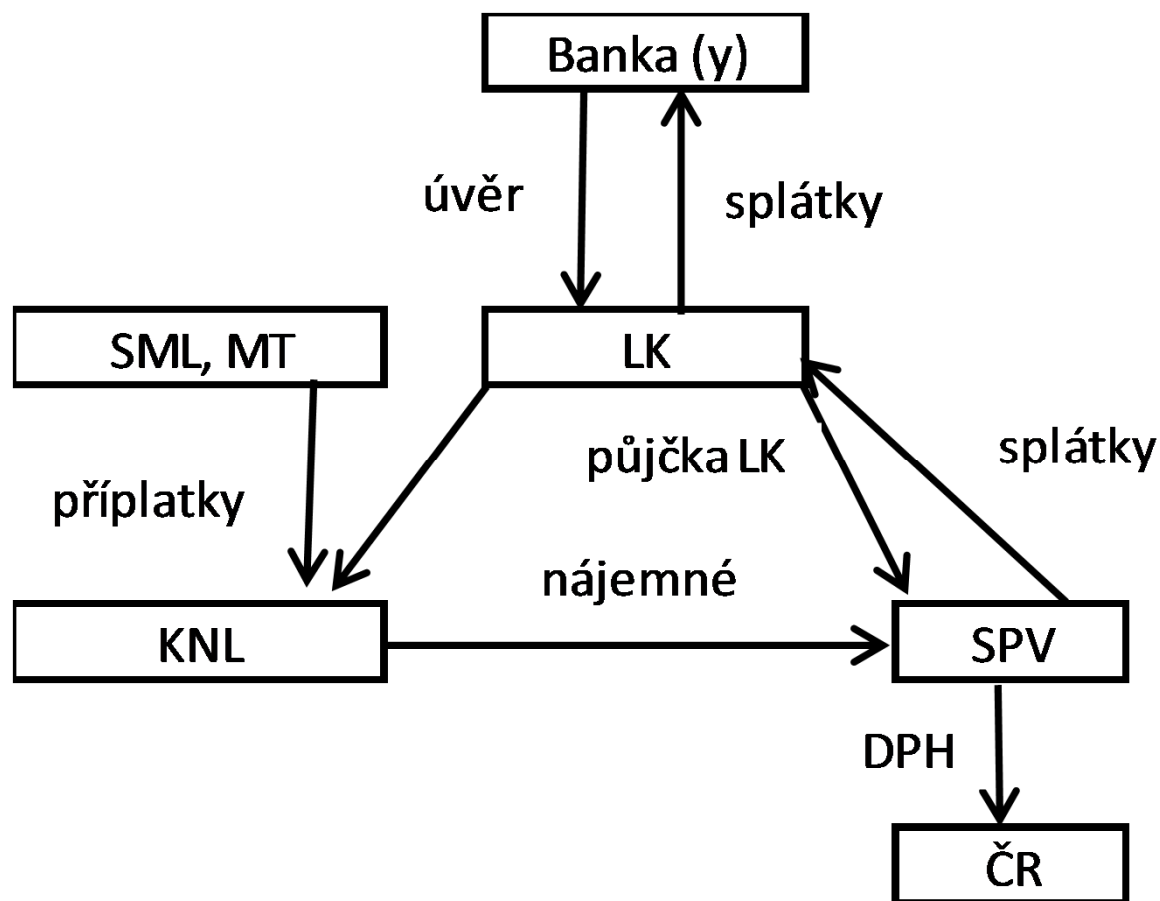 Banka (y)
úvěr
splátky
SML, MT
LK
příplatky
půjčka LK
splátky
nájemné
KNL
SPV
DPH
ČR